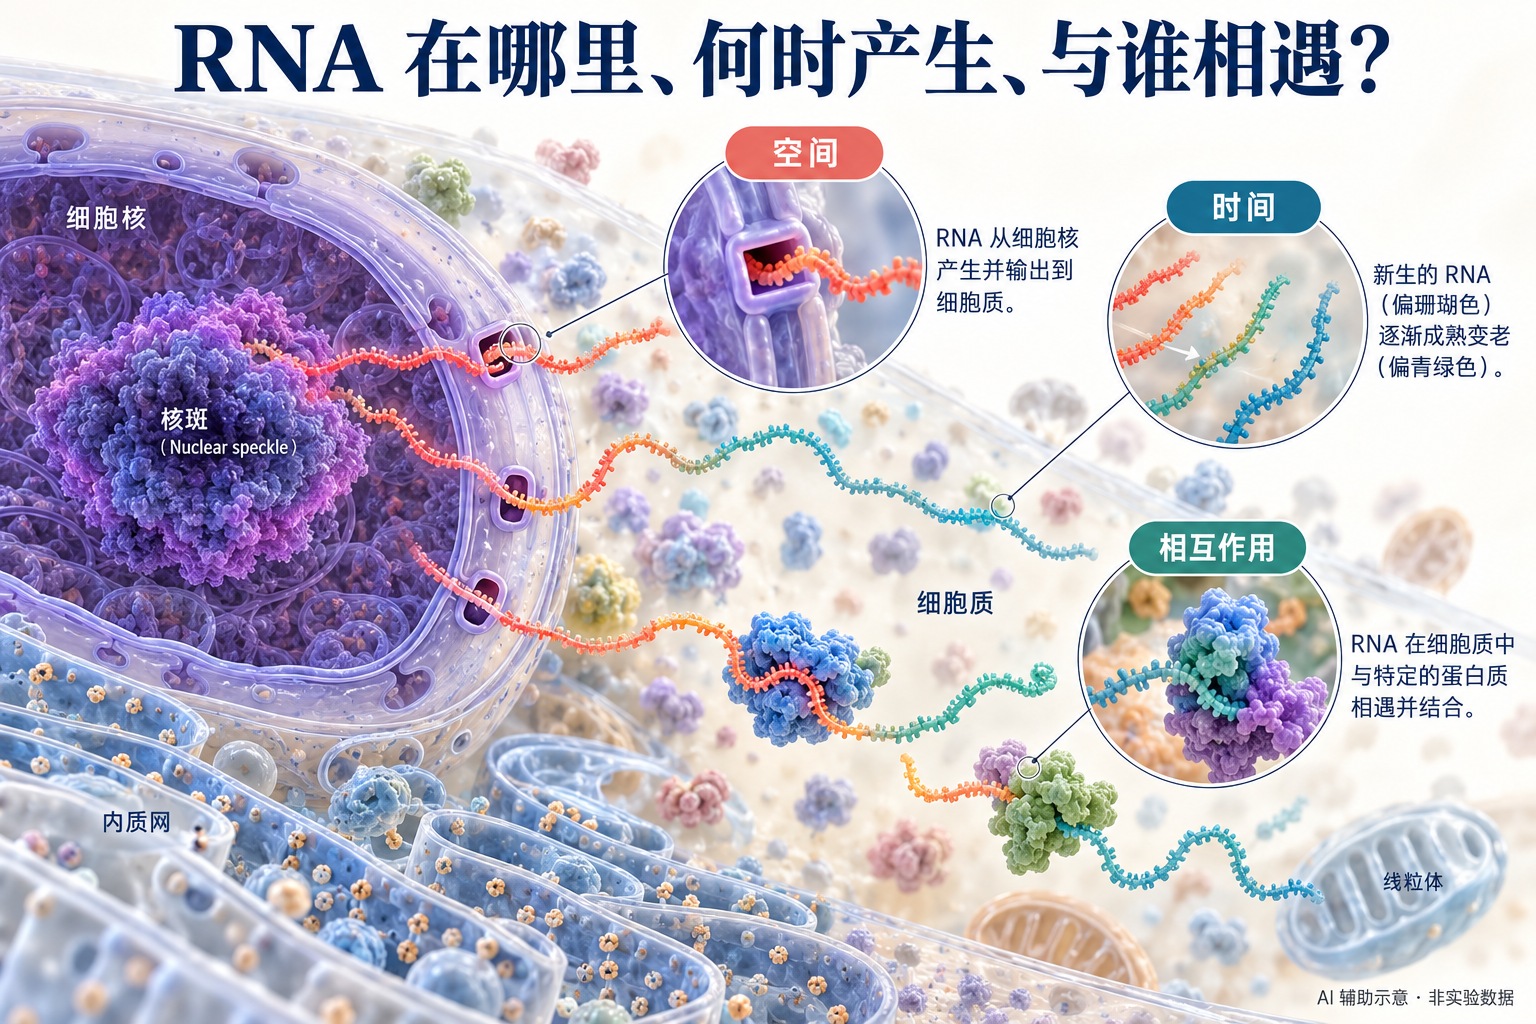 RNA 在哪里、何时产生、与谁相遇?
空间
RNA 从细胞核
产生并输出到
细胞质。
时间
新生的 RNA
（偏珊瑚色）
逐渐成熟变老
（偏青绿色）。
细胞核
核斑
（Nuclear speckle）
相互作用
RNA 在细胞质中
与特定的蛋白质
相遇并结合。
细胞质
内质网
线粒体
AI 辅助示意 · 非实验数据